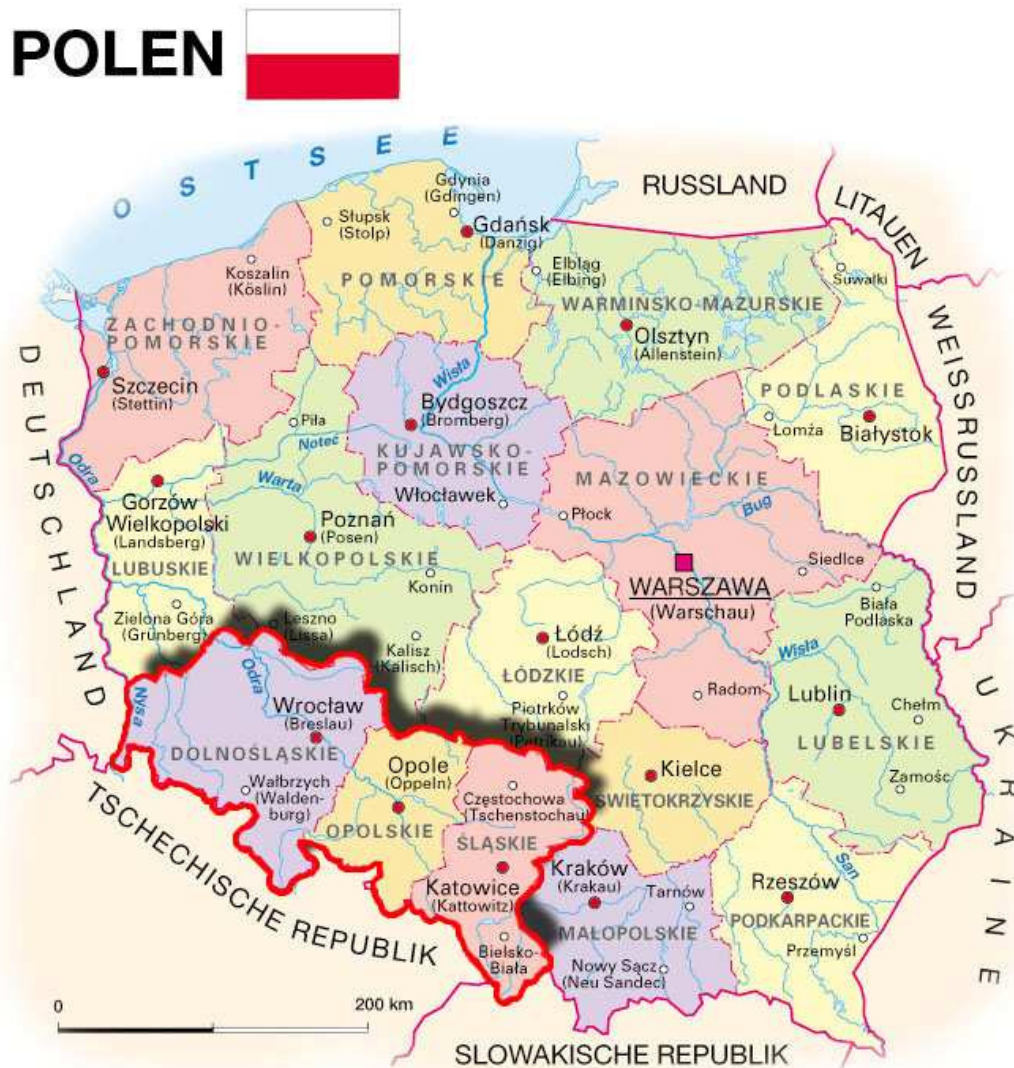 POLEN
OSTSEE
RUSSLAND
LITAUEN
WEISSRUSSLAND
UKRAINE
DEUTSCHLAND
TSCHECHISCHE REPUBLIK
SLOWAKISCHE REPUBLIK
Gdynia
(Gdingen)
Słupsk
(Stolp)
Gdańsk
(Danzig)
POMORSKIE
Koszalin
(Köslin)
ZACHODNIO-
POMORSKIE
Szczecin
(Stettin)
Elbląg
(Elbing)
WARMINSKO-MAZURSKIE
Olsztyn
(Allenstein)
Suwałki
PODLASKIE
Łomża
Białystok
Wisła
Bydgoszcz
(Bromberg)
KUJAWSKO-
POMORSKIE
Włocławek
Piła
Noteć
Warta
Odra
Gorzów
Wielkopolski
(Landsberg)
LUBUSKIE
Zielona Góra
(Grünberg)
Poznań
(Posen)
WIELKOPOLSKIE
Konin
Leszno
(Lissa)
Kalisz
(Kalisch)
MAZOWIECKIE
Płock
Bug
Siedlce
WARSZAWA
(Warschau)
Radom
Łódź
(Lodsch)
ŁÓDZKIE
Piotrków
Trybunalski
(Petrikau)
Biała
Podlaska
Wisła
Lublin
Chełm
LUBELSKIE
Zamośc
Nysa
Odra
Wrocław
(Breslau)
DOLNOŚLĄSKIE
Wałbrzych
(Walden-
burg)
Opole
(Oppeln)
OPOLSKIE
Częstochowa
(Tschenstochau)
ŚLĄSKIE
Katowice
(Kattowitz)
Bielsko-
Biała
Kielce
SWIETOKRZYSKIE
Kraków
(Krakau)
Tarnów
MAŁOPOLSKIE
Nowy Sącz
(Neu Sandec)
San
Rzeszów
PODKARPACKIE
Przemyśl
0 200 km